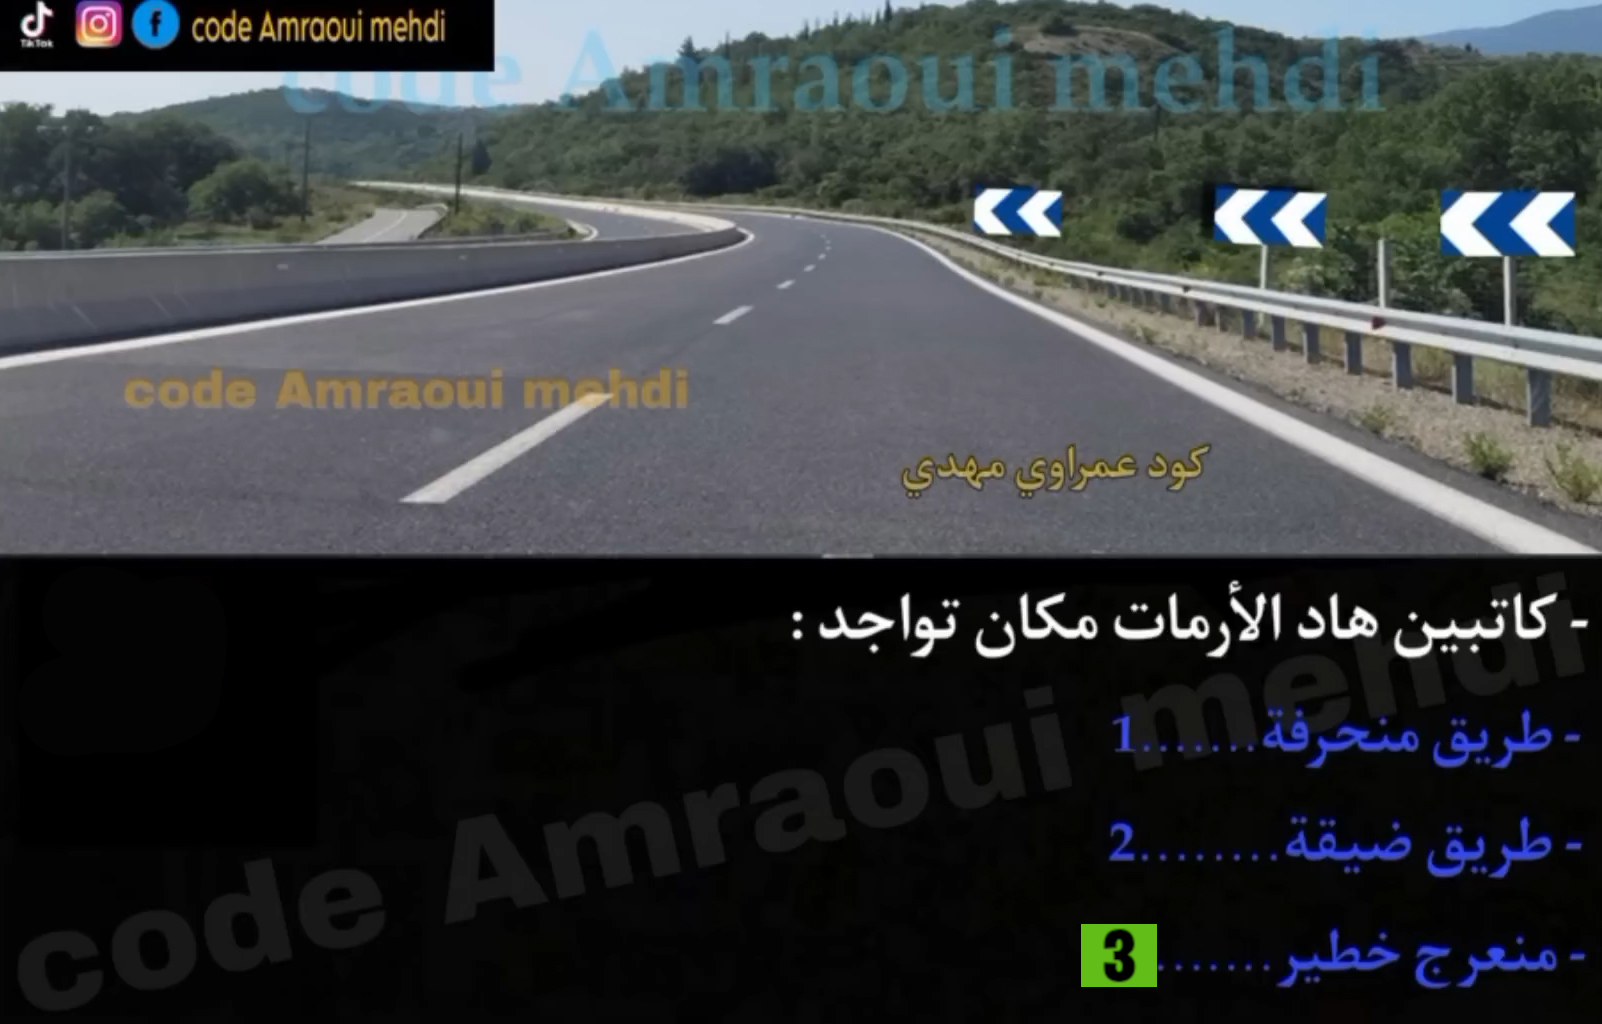 TikTok
code Amraoui mehdi
code Amraoui mehdi
code Amraoui mehdi
كود عمراوي مهدي
- كاتبين هاد الأرمات مكان تواجد :
- طريق منحرفة.......1
- طريق ضيقة........2
- منعرج خطير.......3
code Amraoui mehdi